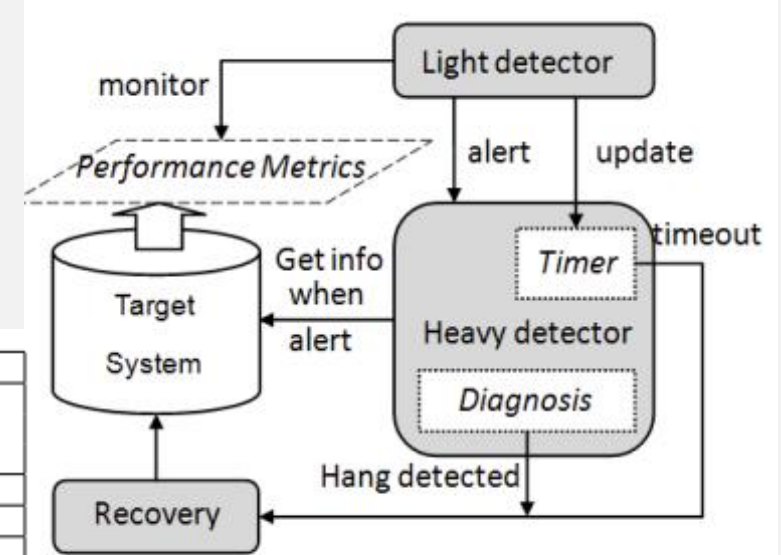 Light detector
monitor
alert
update
Performance Metrics
timeout
Timer
Get info
when
alert
Target
System
Heavy detector
Diagnosis
Hang detected
Recovery